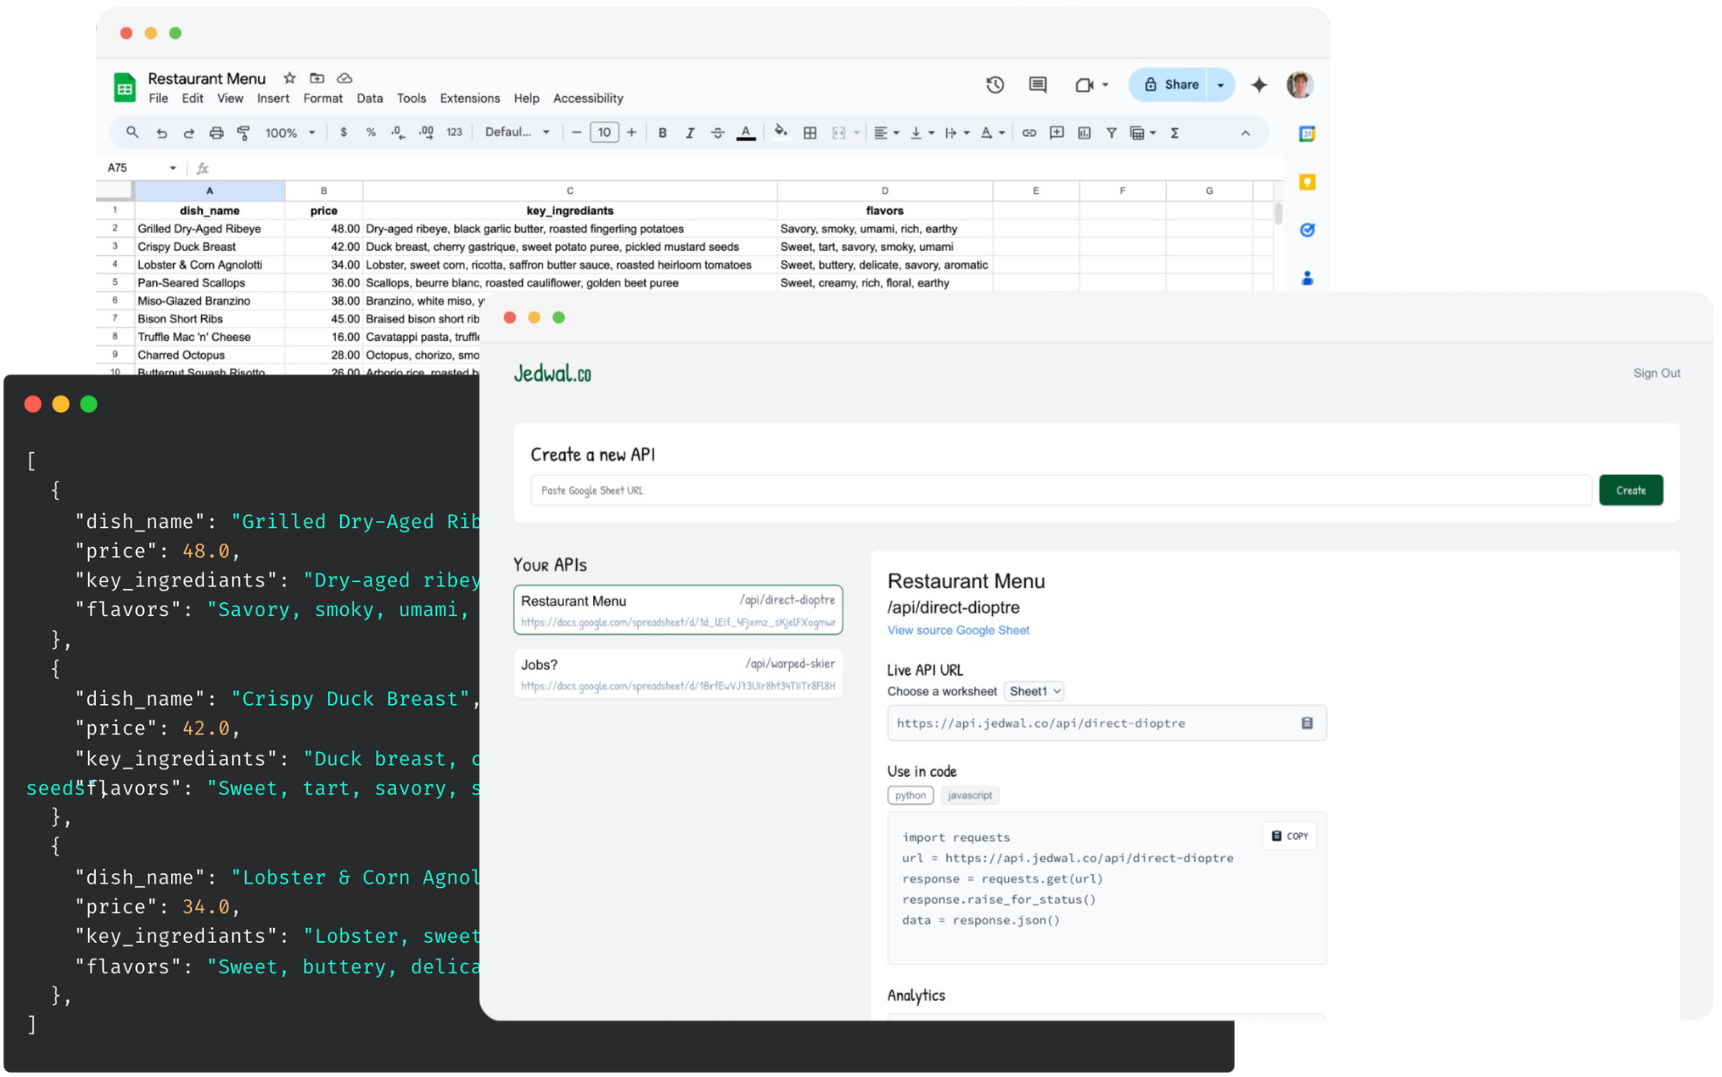 Restaurant Menu
File Edit View Insert Format Data Tools Extensions Help Accessibility
Share
100% $ % .0 .00 123 Defaul... 10 B I A Σ
31
A75 fx
A B C D E F G
1 dish_name price key_ingrediants flavors
2 Grilled Dry-Aged Ribeye 48.00 Dry-aged ribeye, black garlic butter, roasted fingerling potatoes Savory, smoky, umami, rich, earthy
3 Crispy Duck Breast 42.00 Duck breast, cherry gastrique, sweet potato puree, pickled mustard seeds Sweet, tart, savory, smoky, umami
4 Lobster & Corn Agnolotti 34.00 Lobster, sweet corn, ricotta, saffron butter sauce, roasted heirloom tomatoes Sweet, buttery, delicate, savory, aromatic
5 Pan-Seared Scallops 36.00 Scallops, beurre blanc, roasted cauliflower, golden beet puree Sweet, creamy, rich, floral, earthy
6 Miso-Glazed Branzino 38.00 Branzino, white miso,
7 Bison Short Ribs 45.00 Braised bison short rib
8 Truffle Mac 'n' Cheese 16.00 Cavatappi pasta, truffle
9 Charred Octopus 28.00 Octopus, chorizo, smo
10 Butternut Squash Risotto 26.00 Arborio rice, roasted
[
{
"dish_name": "Grilled Dry-Aged Rib
"price": 48.0,
"key_ingrediants": "Dry-aged ribey
"flavors": "Savory, smoky, umami,
},
{
"dish_name": "Crispy Duck Breast",
"price": 42.0,
"key_ingrediants": "Duck breast, c
seeds",
"flavors": "Sweet, tart, savory, s
},
{
"dish_name": "Lobster & Corn Agnol
"price": 34.0,
"key_ingrediants": "Lobster, sweet
"flavors": "Sweet, buttery, delica
},
]
Jedwal.co
Sign Out
Create a new API
Paste Google Sheet URL
Create
Your APIs
Restaurant Menu /api/direct-dioptre
https://docs.google.com/spreadsheet/d/1d_lEif_4Fjxmz_sKjelFXogmwr
Jobs? /api/warped-skier
https://docs.google.com/spreadsheet/d/
Restaurant Menu
/api/direct-dioptre
View source Google Sheet
Live API URL
Choose a worksheet Sheet1
https://api.jedwal.co/api/direct-dioptre
Use in code
python javascript
COPY
import requests
url = https://api.jedwal.co/api/direct-dioptre
response = requests.get(url)
response.raise_for_status()
data = response.json()
Analytics